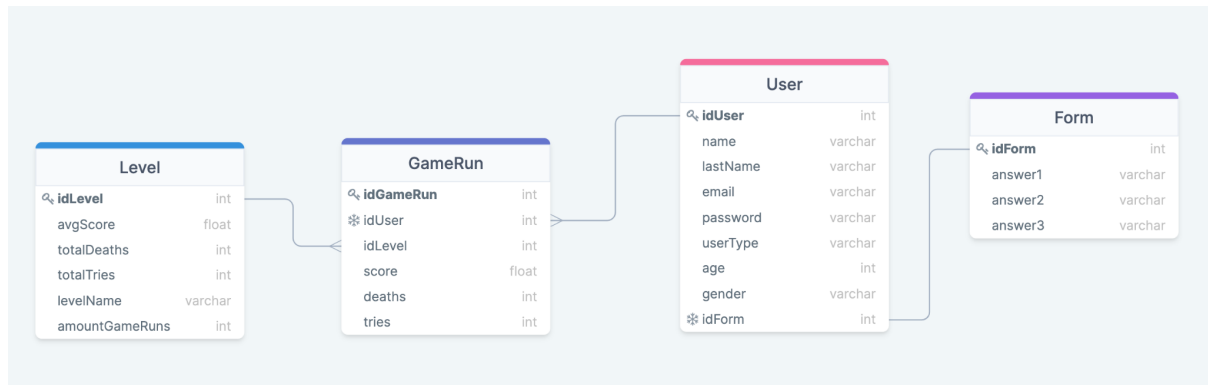 Level
idLevel int
avgScore float
totalDeaths int
totalTries int
levelName varchar
amountGameRuns int
GameRun
idGameRun int
idUser int
idLevel int
score float
deaths int
tries int
User
idUser int
name varchar
lastName varchar
email varchar
password varchar
userType varchar
age int
gender varchar
idForm int
Form
idForm int
answer1 varchar
answer2 varchar
answer3 varchar